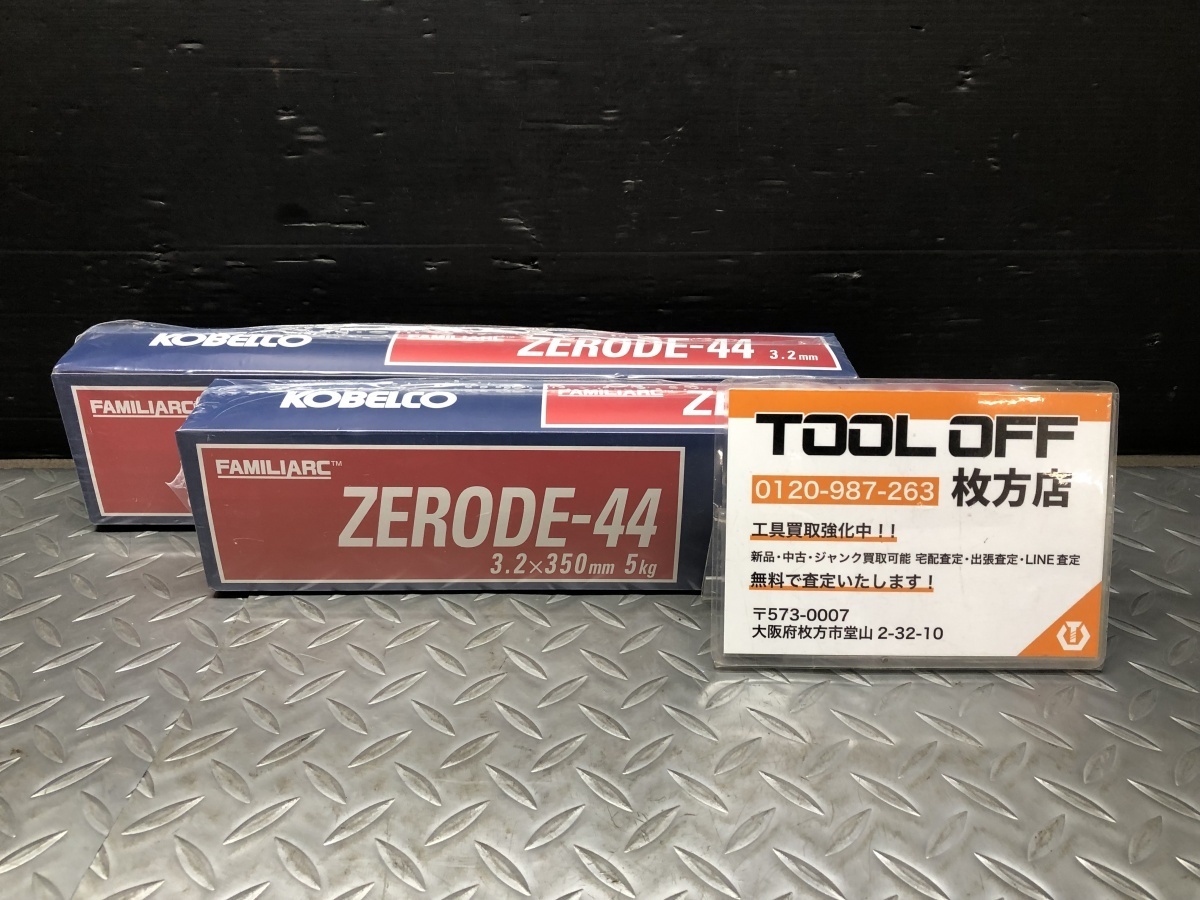 KOBELCO
FAMILIARC
ZERODE-44 3.2mm
FAMILIARC
KOBELCO
FAMILIARC
FAMILIARC™
ZERODE-44
3.2×350mm 5kg
TOOL OFF
0120-987-263 枚方店
工具買取強化中!!
新品・中古・ジャンク買取可能 宅配査定・出張査定・LINE査定
無料で査定いたします!
〒573-0007
大阪府枚方市堂山 2-32-10